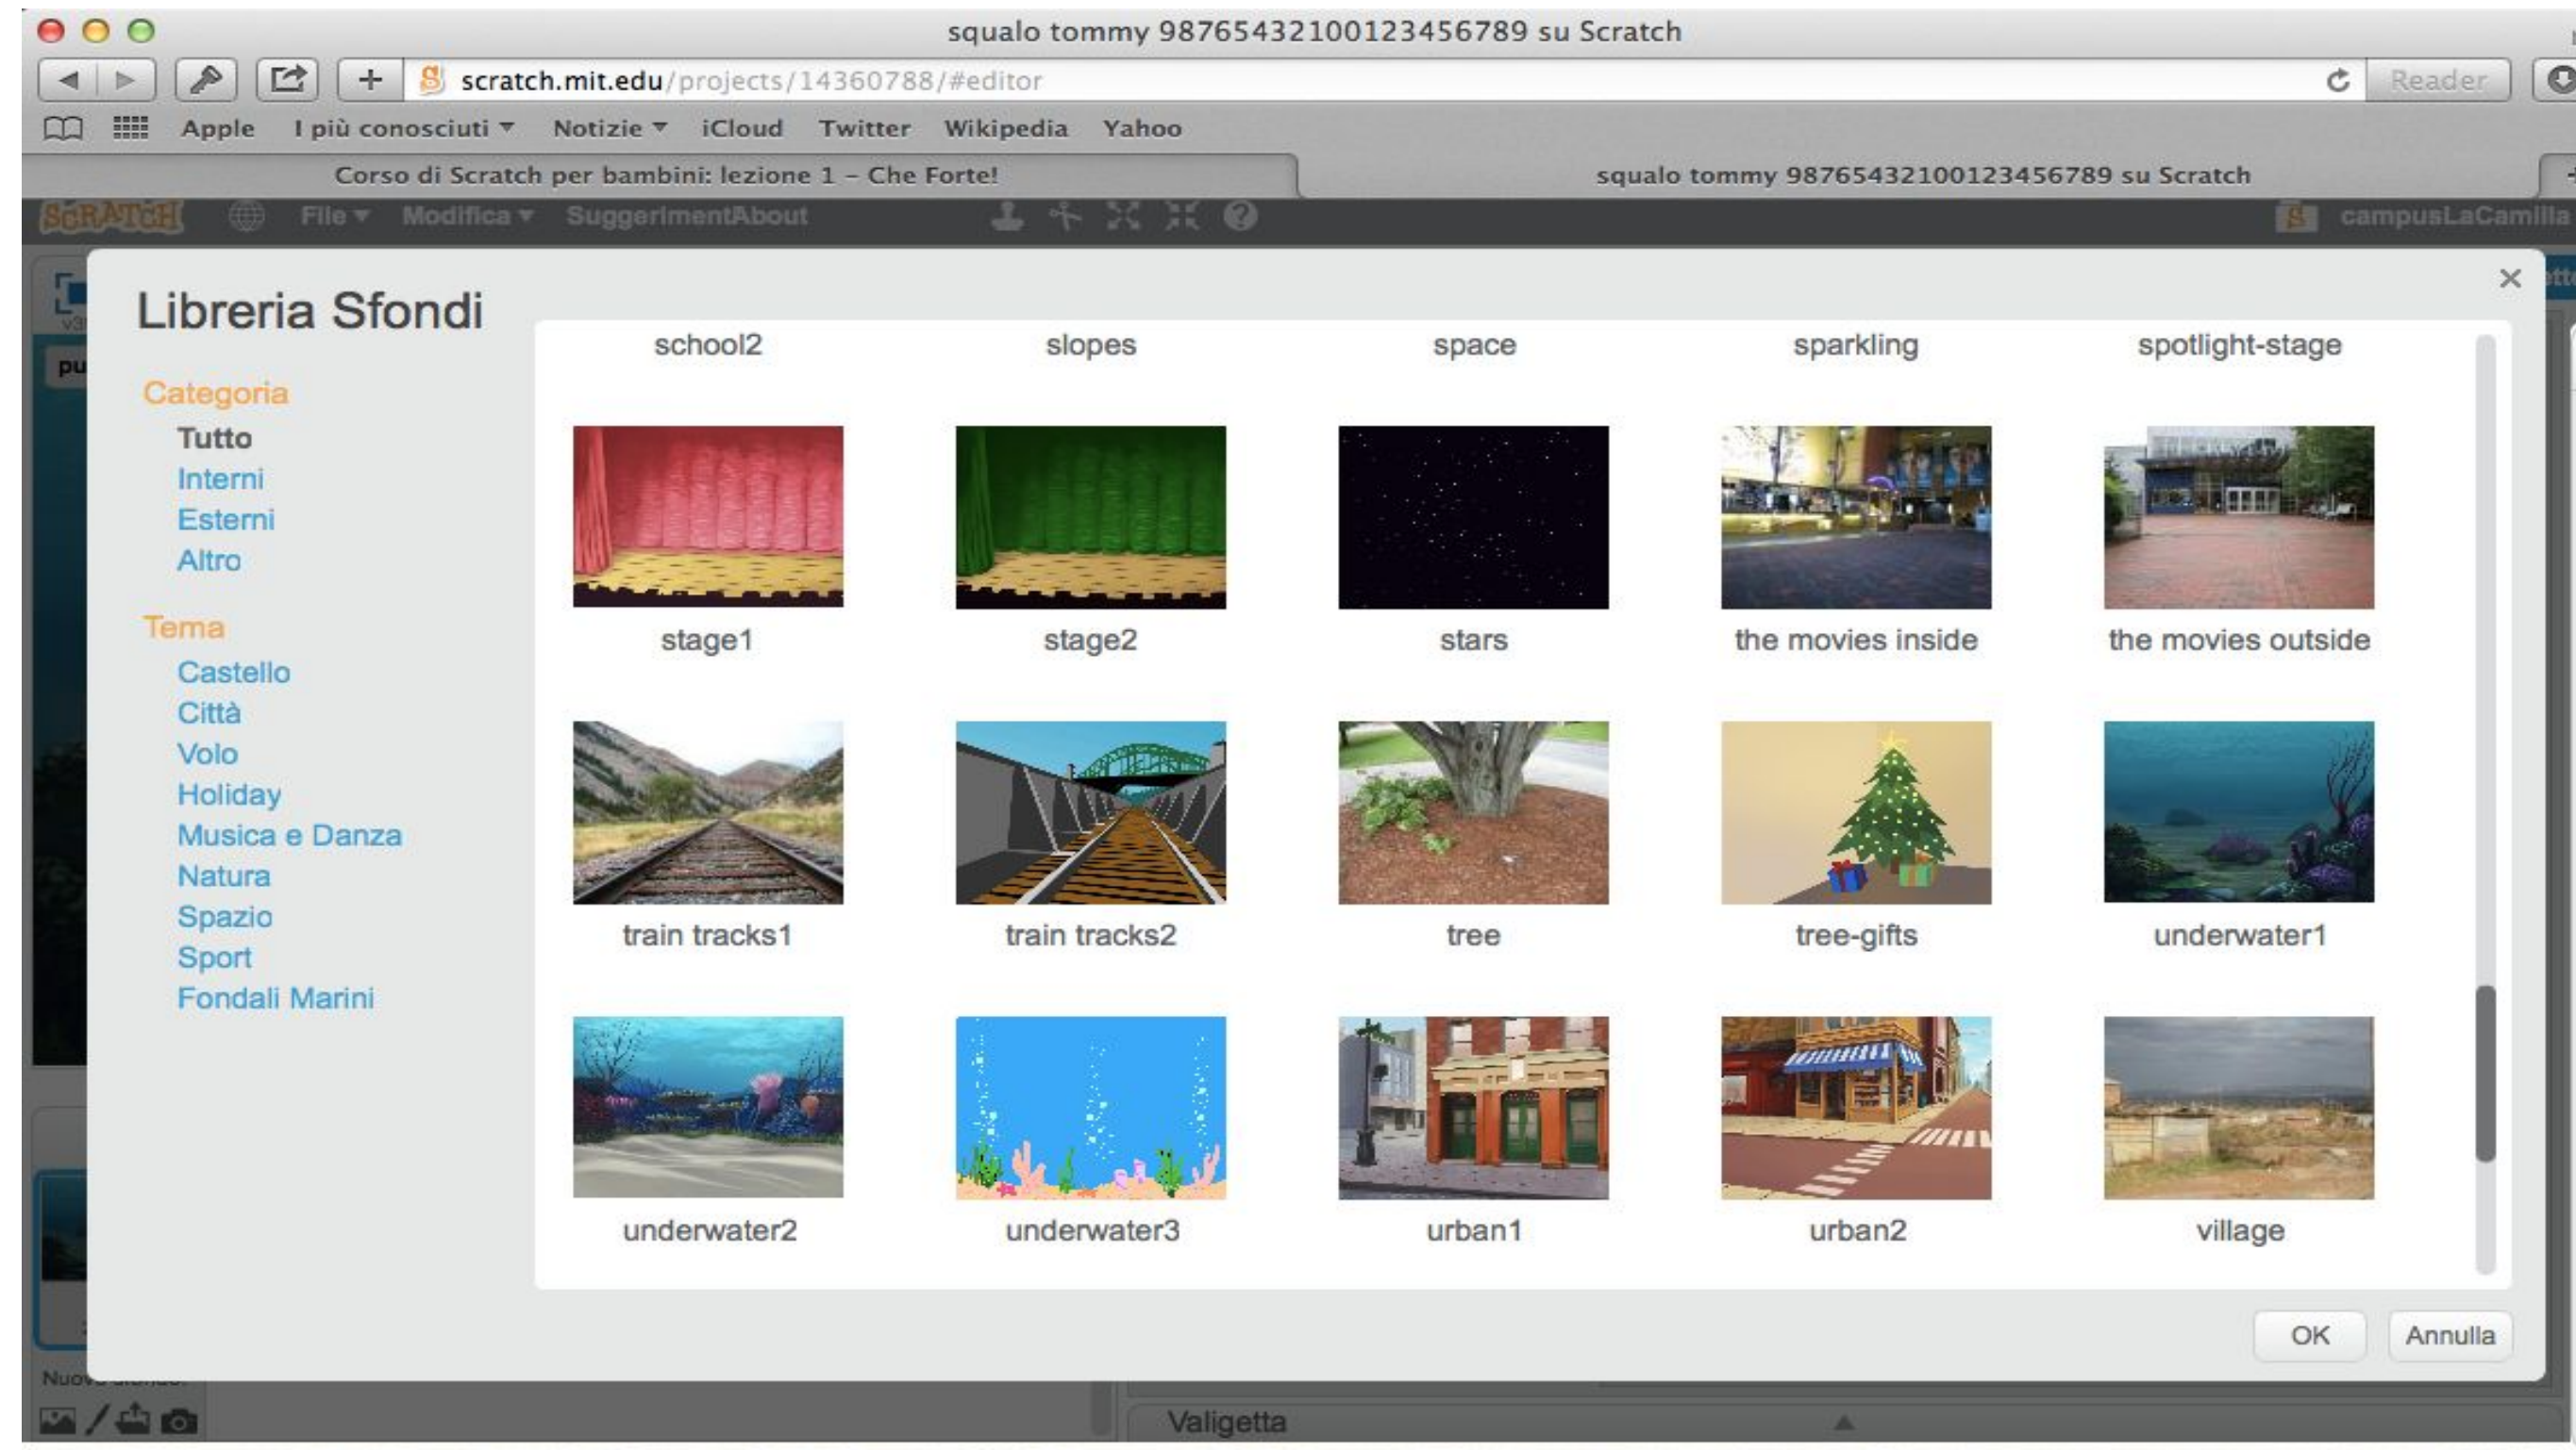 squalo tommy 98765432100123456789 su Scratch
scratch.mit.edu/projects/14360788/#editor
Reader
Apple I più conosciuti Notizie iCloud Twitter Wikipedia Yahoo
Corso di Scratch per bambini: lezione 1 – Che Forte!
squalo tommy 98765432100123456789 su Scratch
SCRATCH File Modifica SuggerimentAbout
campusLaCamilla
Libreria Sfondi
Categoria
Tutto
Interni
Esterni
Altro
Tema
Castello
Città
Volo
Holiday
Musica e Danza
Natura
Spazio
Sport
Fondali Marini
school2 slopes space sparkling spotlight-stage
stage1 stage2 stars the movies inside the movies outside
train tracks1 train tracks2 tree tree-gifts underwater1
underwater2 underwater3 urban1 urban2 village
OK Annulla
pu
Valigetta